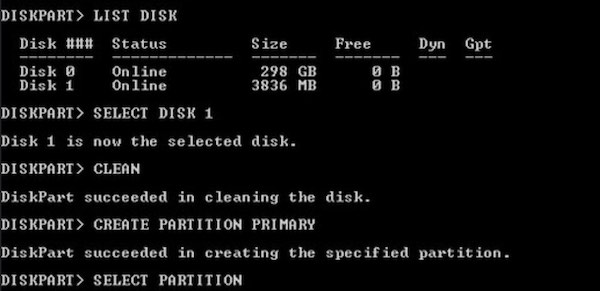 DISKPART> LIST DISK
Disk ### Status Size Free Dyn Gpt
-------- ------------- ------- ------- --- ---
Disk 0 Online 298 GB 0 B
Disk 1 Online 3836 MB 0 B
DISKPART> SELECT DISK 1
Disk 1 is now the selected disk.
DISKPART> CLEAN
DiskPart succeeded in cleaning the disk.
DISKPART> CREATE PARTITION PRIMARY
DiskPart succeeded in creating the specified partition.
DISKPART> SELECT PARTITION